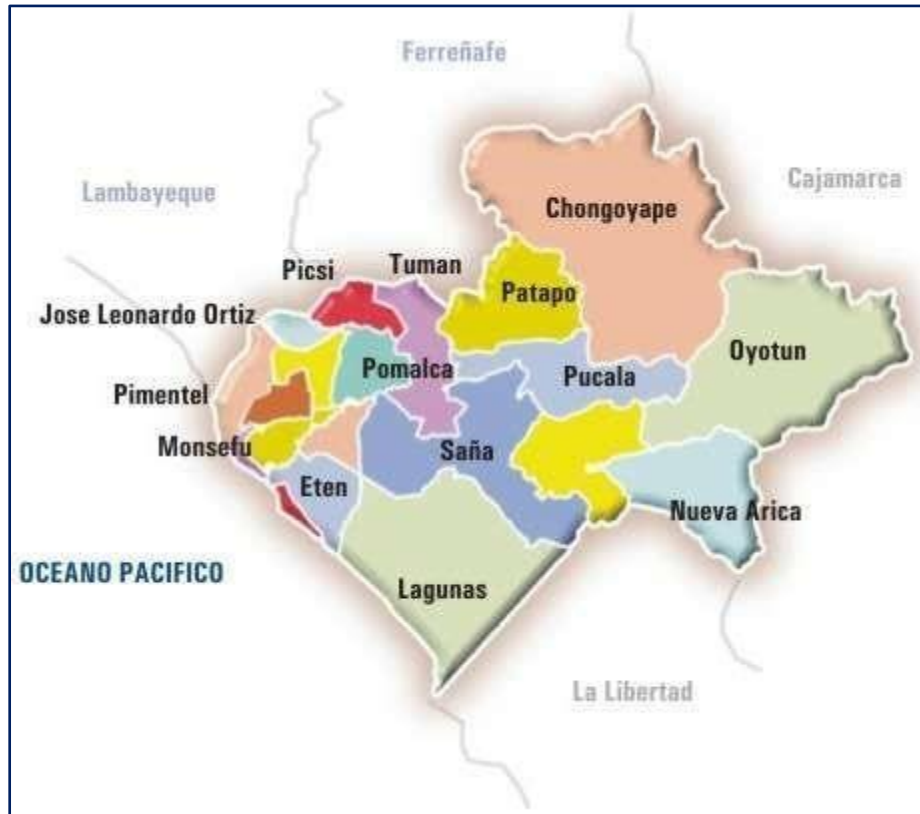 Ferreñafe
Cajamarca
Lambayeque
Chongoyape
Picsi
Tuman
Patapo
Jose Leonardo Ortiz
Oyotun
Pomalca
Pucala
Pimentel
Monsefu
Saña
Eten
Nueva Arica
OCEANO PACIFICO
Lagunas
La Libertad